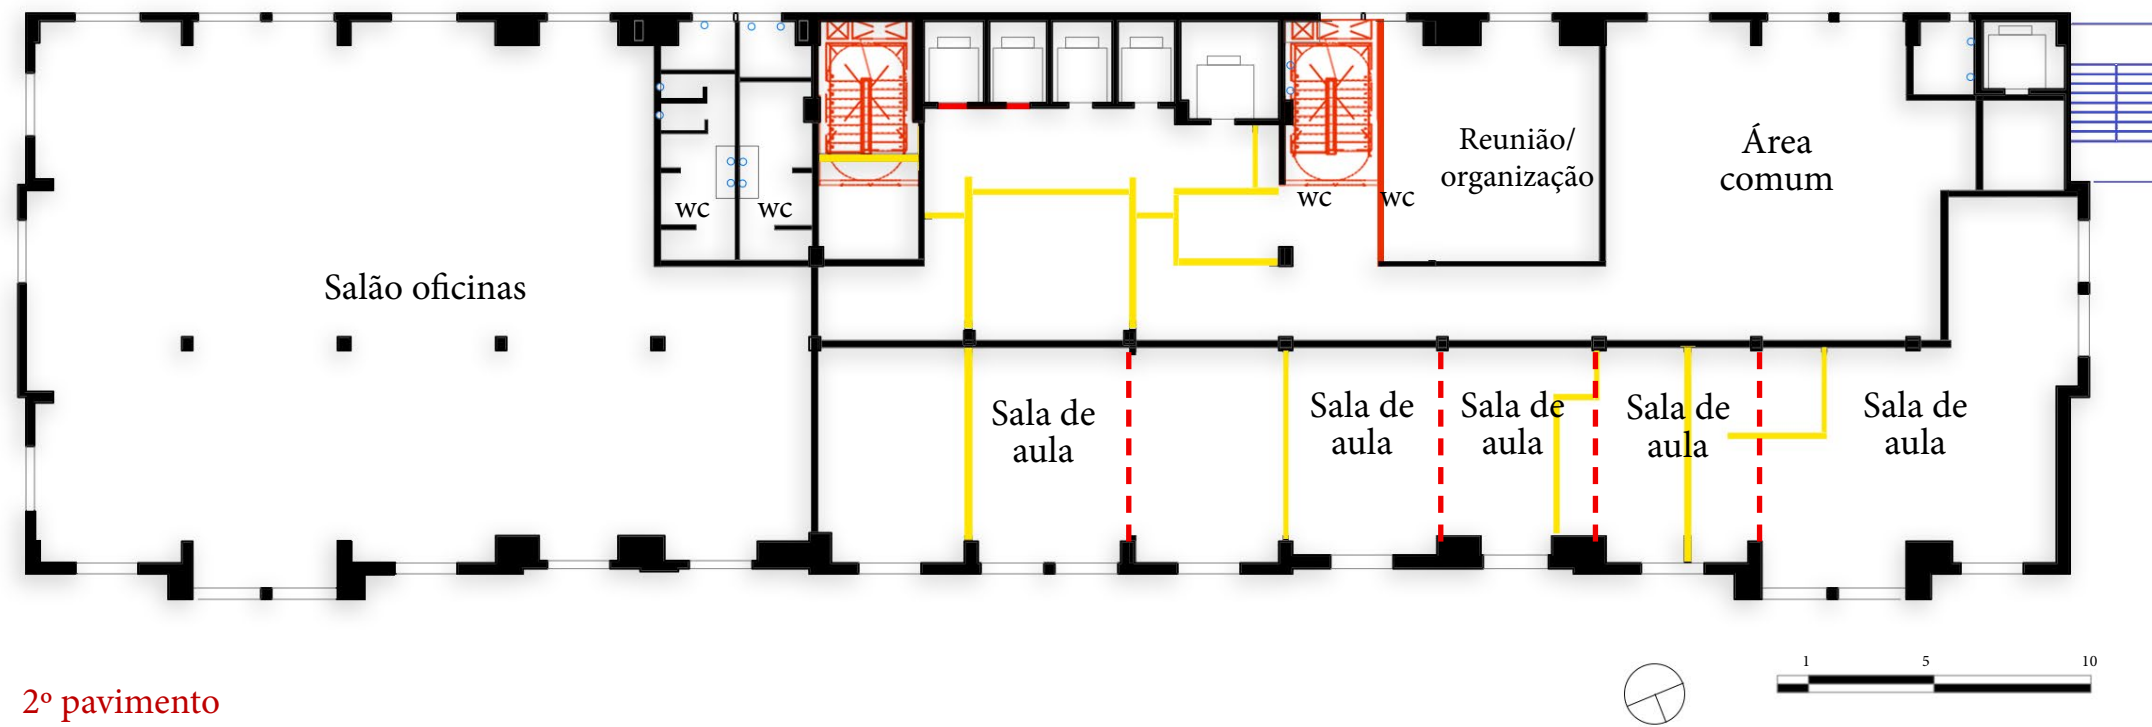 Reunião/
organização
Área
comum
wc
wc
wc
wc
Salão oficinas
Sala de
aula
Sala de
aula
Sala de
aula
Sala de
aula
Sala de
aula
1
5
10
2º pavimento